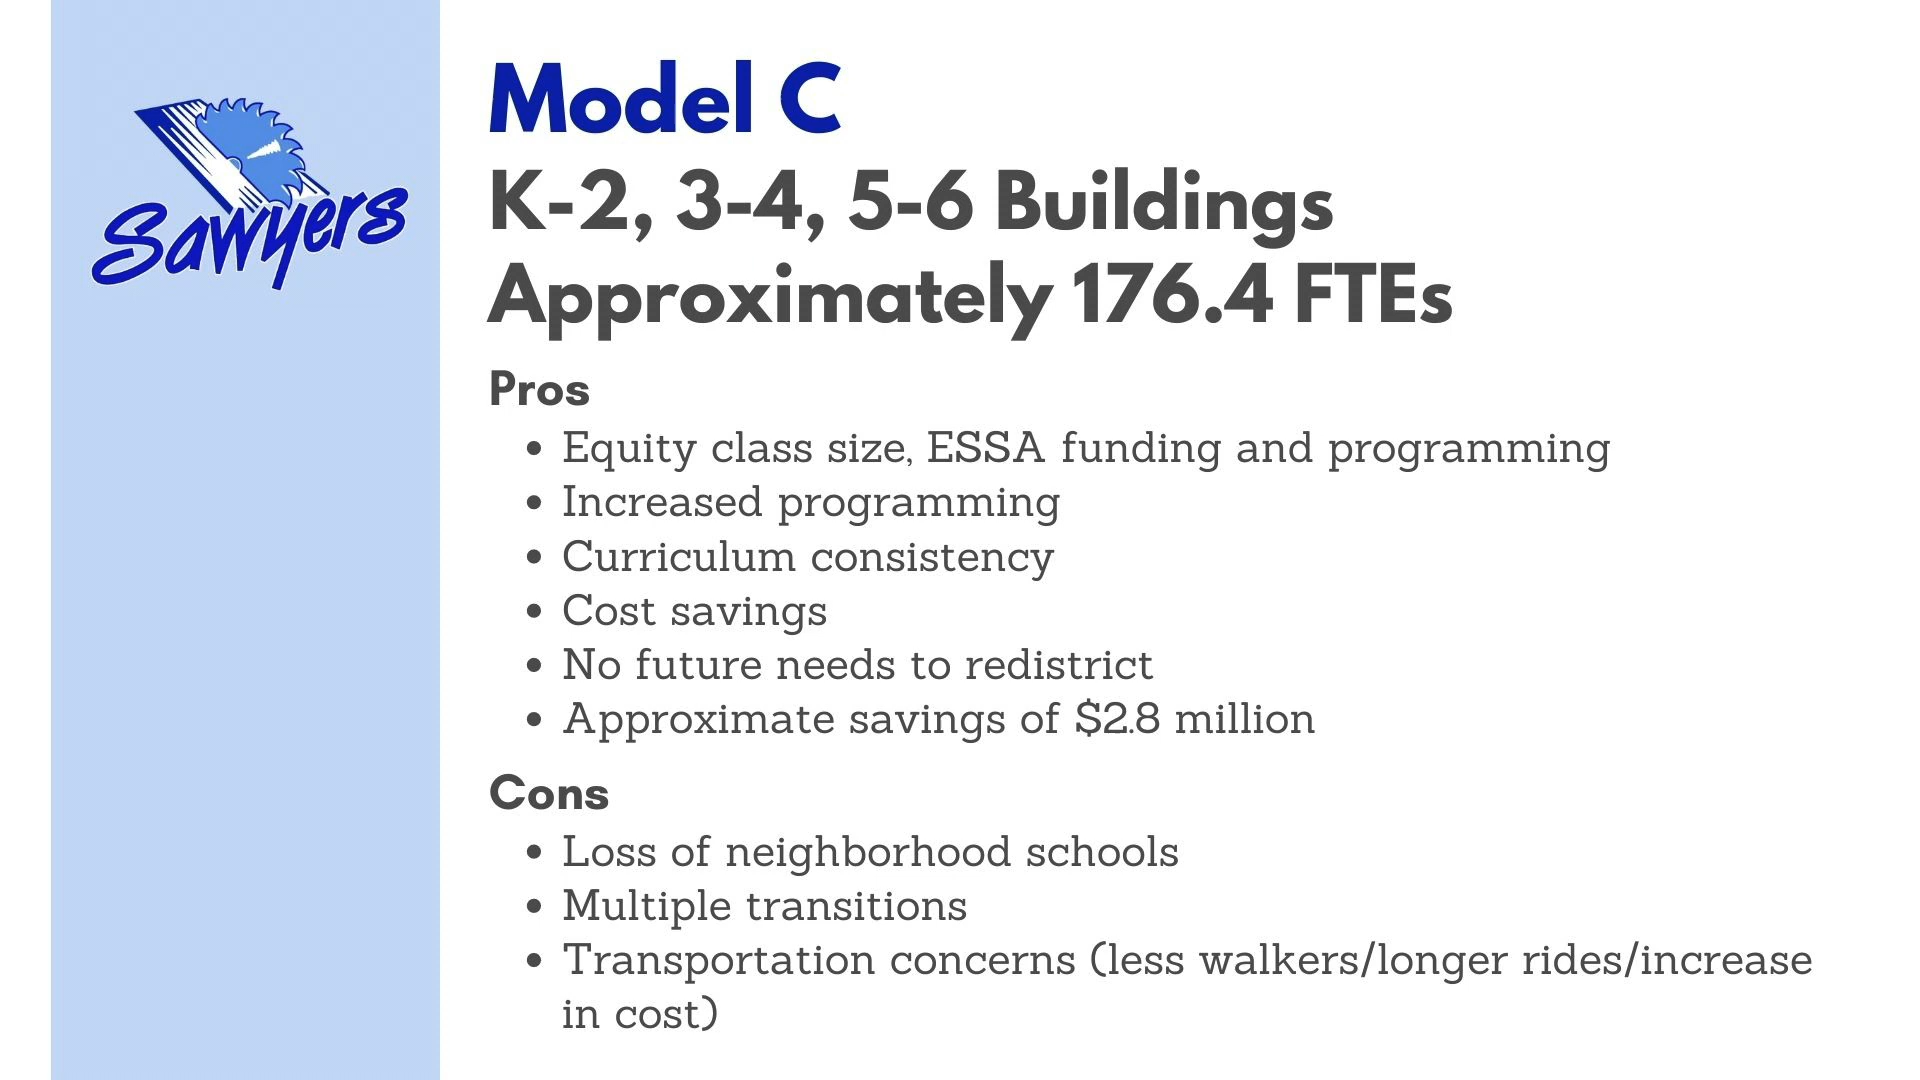 Sawyers
Model C
K-2, 3-4, 5-6 Buildings
Approximately 176.4 FTEs
Pros
• Equity class size, ESSA funding and programming
• Increased programming
• Curriculum consistency
• Cost savings
• No future needs to redistrict
• Approximate savings of $2.8 million
Cons
• Loss of neighborhood schools
• Multiple transitions
• Transportation concerns (less walkers/longer rides/increase
in cost)